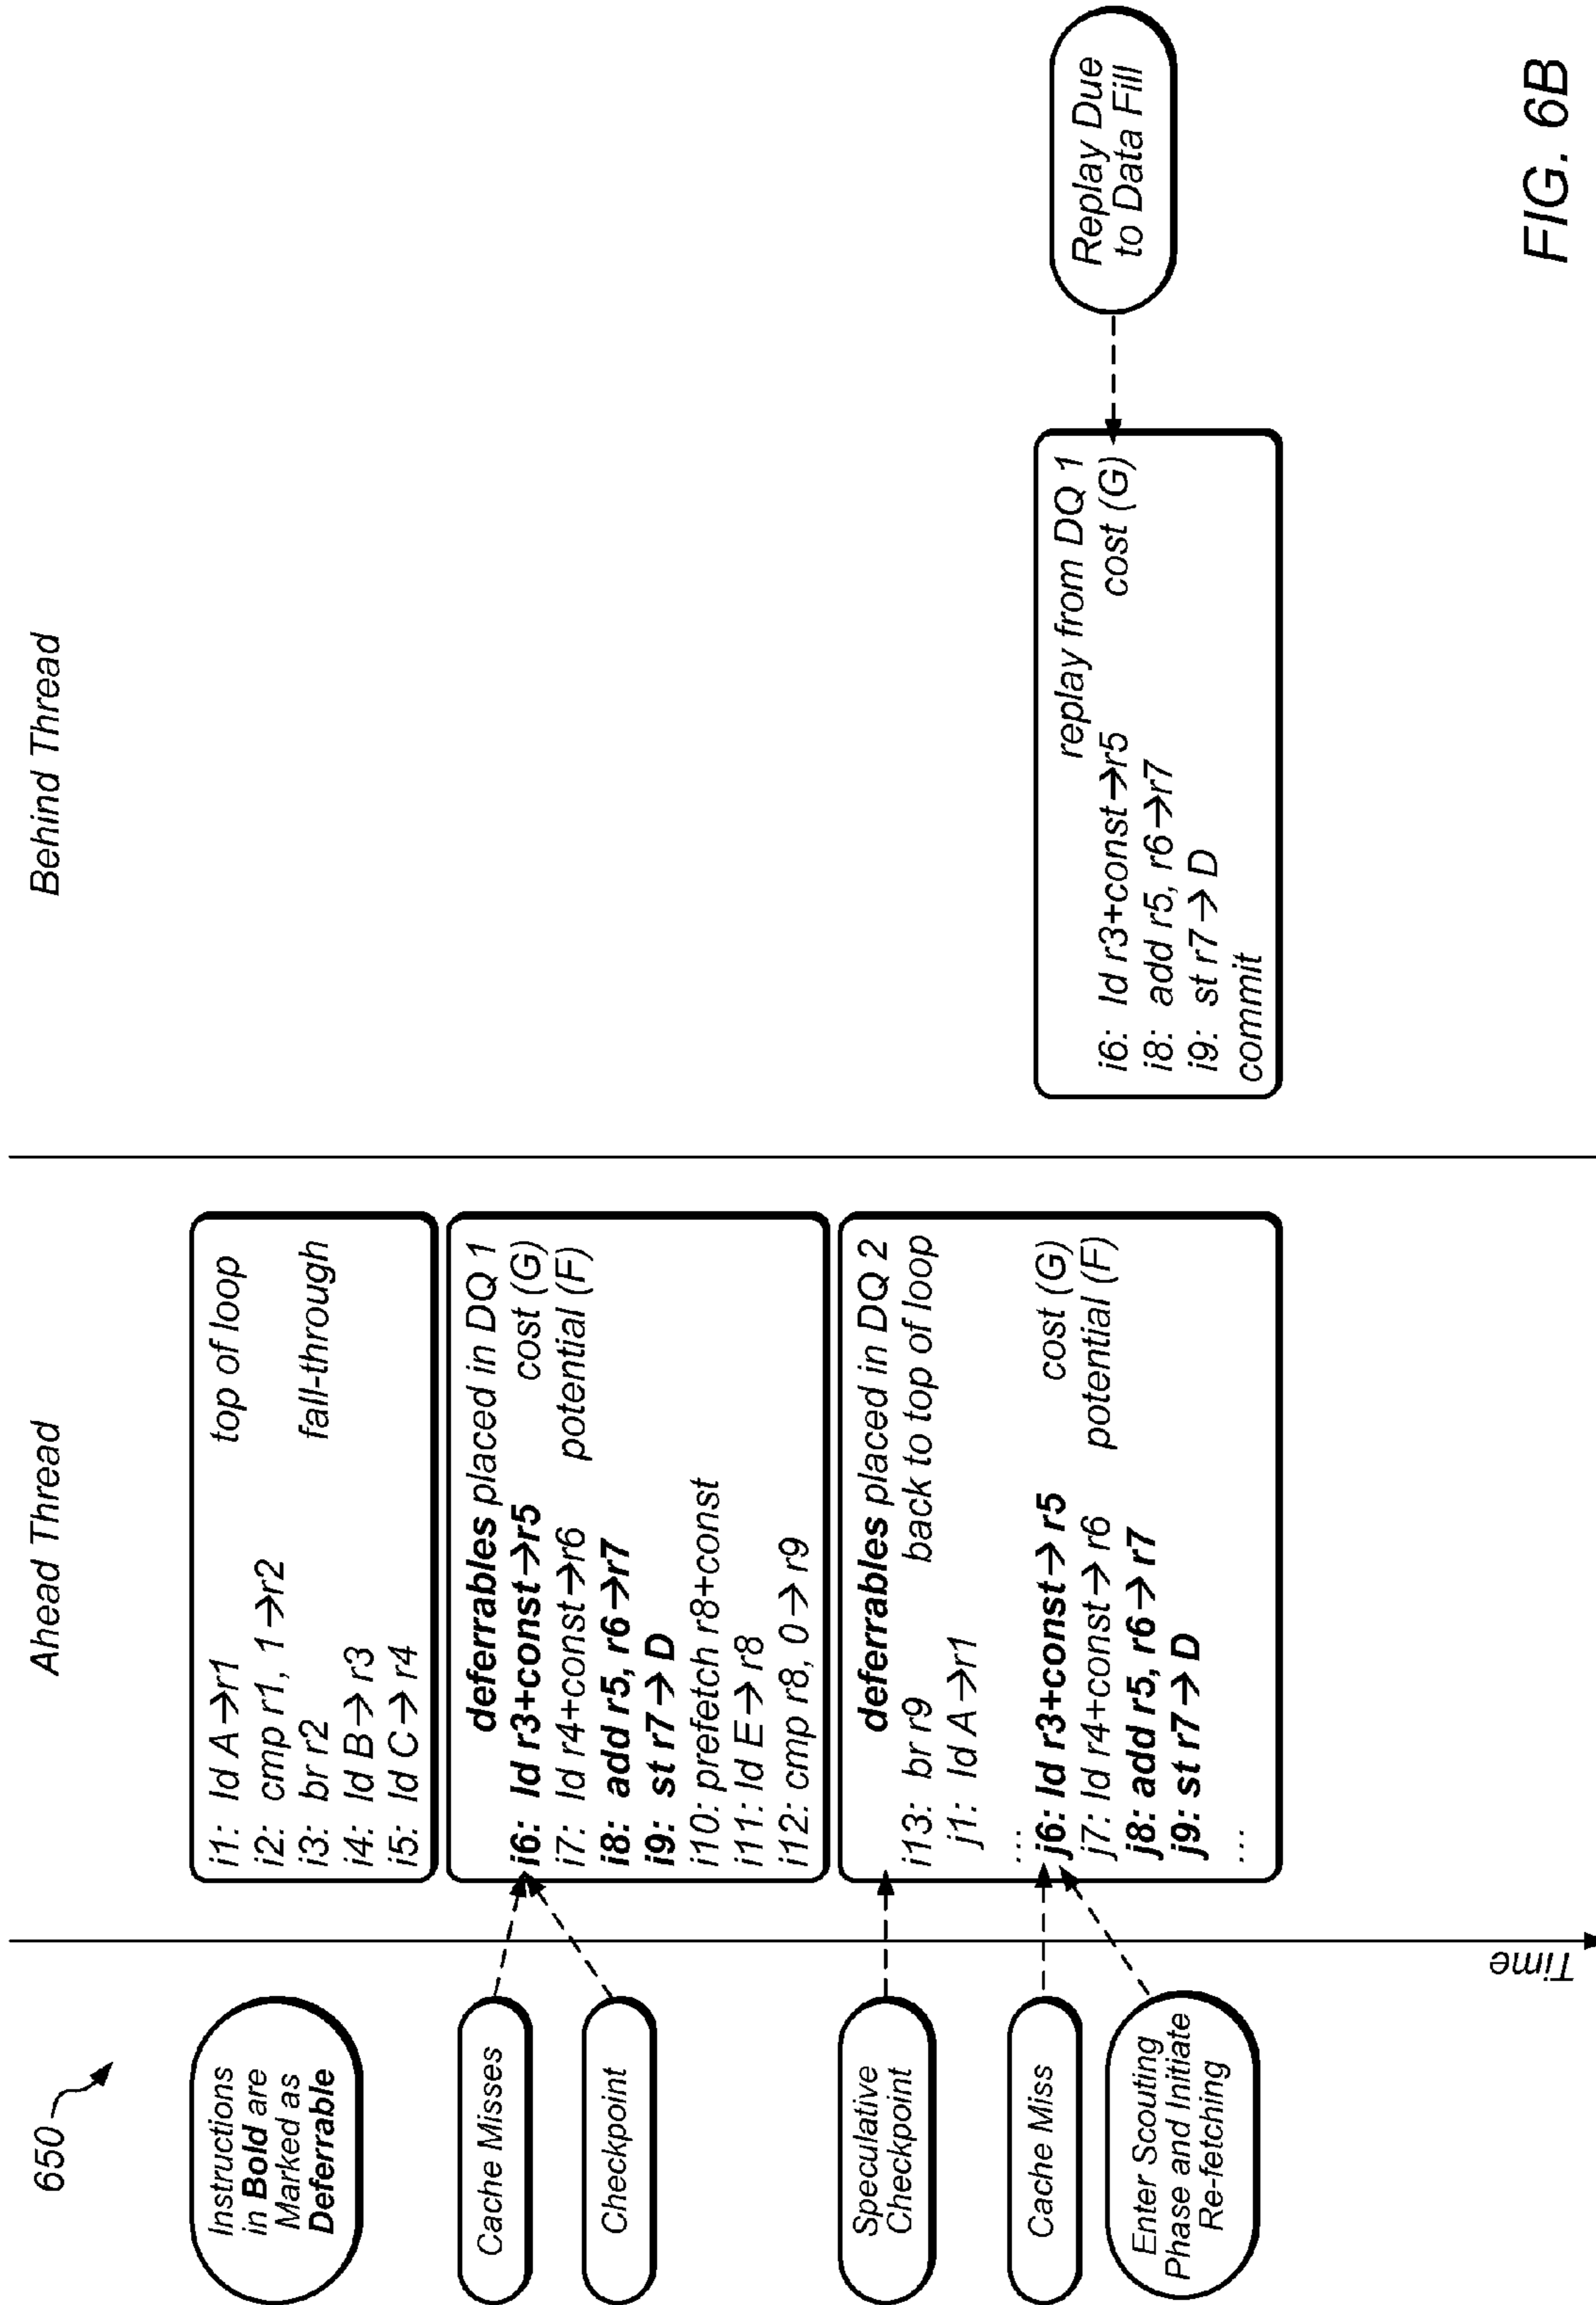 650
Ahead Thread
Behind Thread
Instructions
in Bold are
Marked as
Deferrable
i1: ld A→r1 top of loop
i2: cmp r1, 1→r2
i3: br r2 fall-through
i4: ld B→r3
i5: ld C→r4
Cache Misses
Checkpoint
deferrables placed in DQ 1
i6: ld r3+const→r5 cost (G)
i7: ld r4+const→r6 potential (F)
i8: add r5, r6→r7
i9: st r7→D
i10: prefetch r8+const
i11: ld E→r8
i12: cmp r8, 0→r9
Speculative
Checkpoint
Cache Miss
Enter Scouting
Phase and Initiate
Re-fetching
deferrables placed in DQ 2
i13: br r9 back to top of loop
j1: ld A→r1
...
j6: ld r3+const→r5 cost (G)
j7: ld r4+const→r6 potential (F)
j8: add r5, r6→r7
j9: st r7→D
...
replay from DQ 1
i6: ld r3+const→r5 cost (G)
i8: add r5, r6→r7
i9: st r7→D
commit
Replay Due
to Data Fill
Time
FIG. 6B